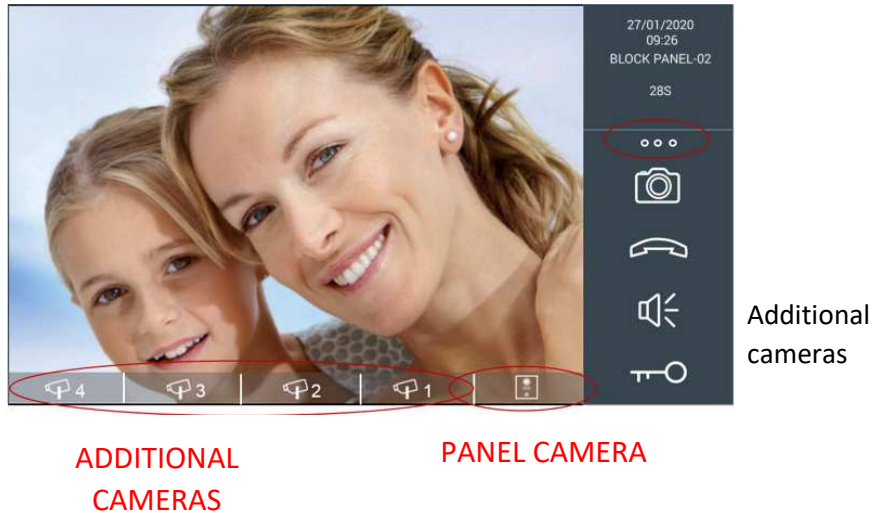 27/01/2020
09:26
BLOCK PANEL-02
28S
Additional
cameras
4 3 2 1
ADDITIONAL
CAMERAS
PANEL CAMERA